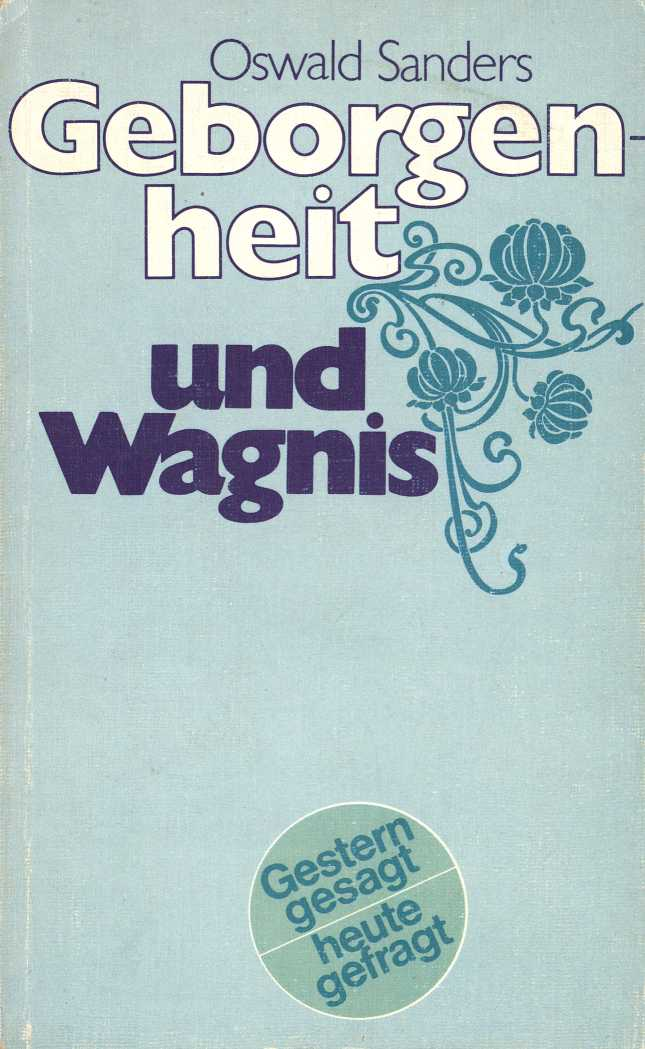 Oswald Sanders
Geborgen-
heit
und
Wagnis
Gestern
gesagt
heute
gefragt